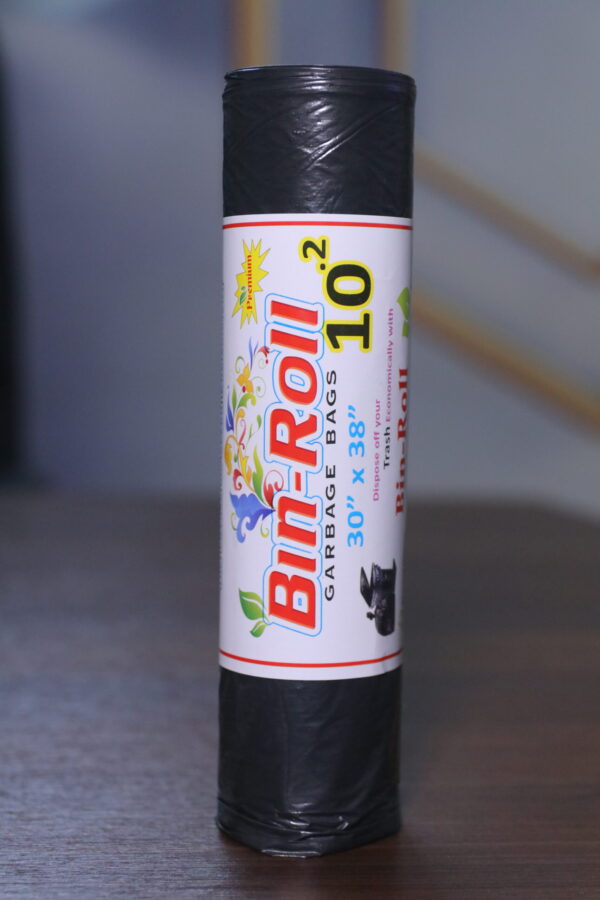 Premium
Bin-Roll
10.2
GARBAGE BAGS
30” x 38”
Dispose off your
Trash Economically with
Bin-Roll